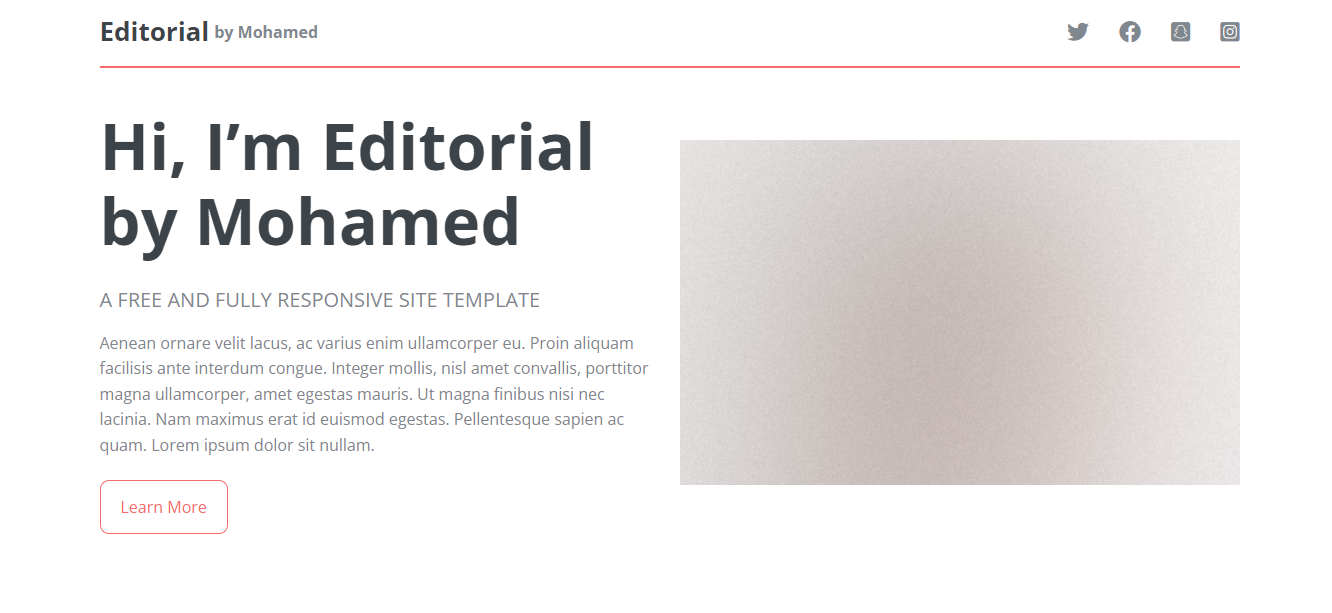 Editorial by Mohamed
Hi, I’m Editorial
by Mohamed
A FREE AND FULLY RESPONSIVE SITE TEMPLATE
Aenean ornare velit lacus, ac varius enim ullamcorper eu. Proin aliquam
facilisis ante interdum congue. Integer mollis, nisl amet convallis, porttitor
magna ullamcorper, amet egestas mauris. Ut magna finibus nisi nec
lacinia. Nam maximus erat id euismod egestas. Pellentesque sapien ac
quam. Lorem ipsum dolor sit nullam.
Learn More